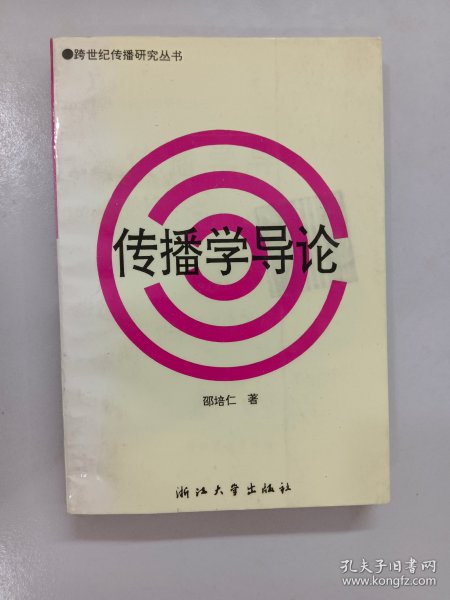 ●跨世纪传播研究丛书
传播学导论
邵培仁 著
浙江大学出版社
孔夫子旧书网
www.kongfz.com